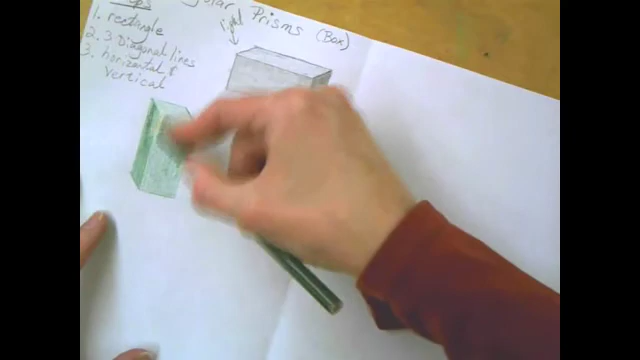 Prisms
(Box)
light
1. rectangle
2. 3 Diagonal lines
3. horizontal &
Vertical